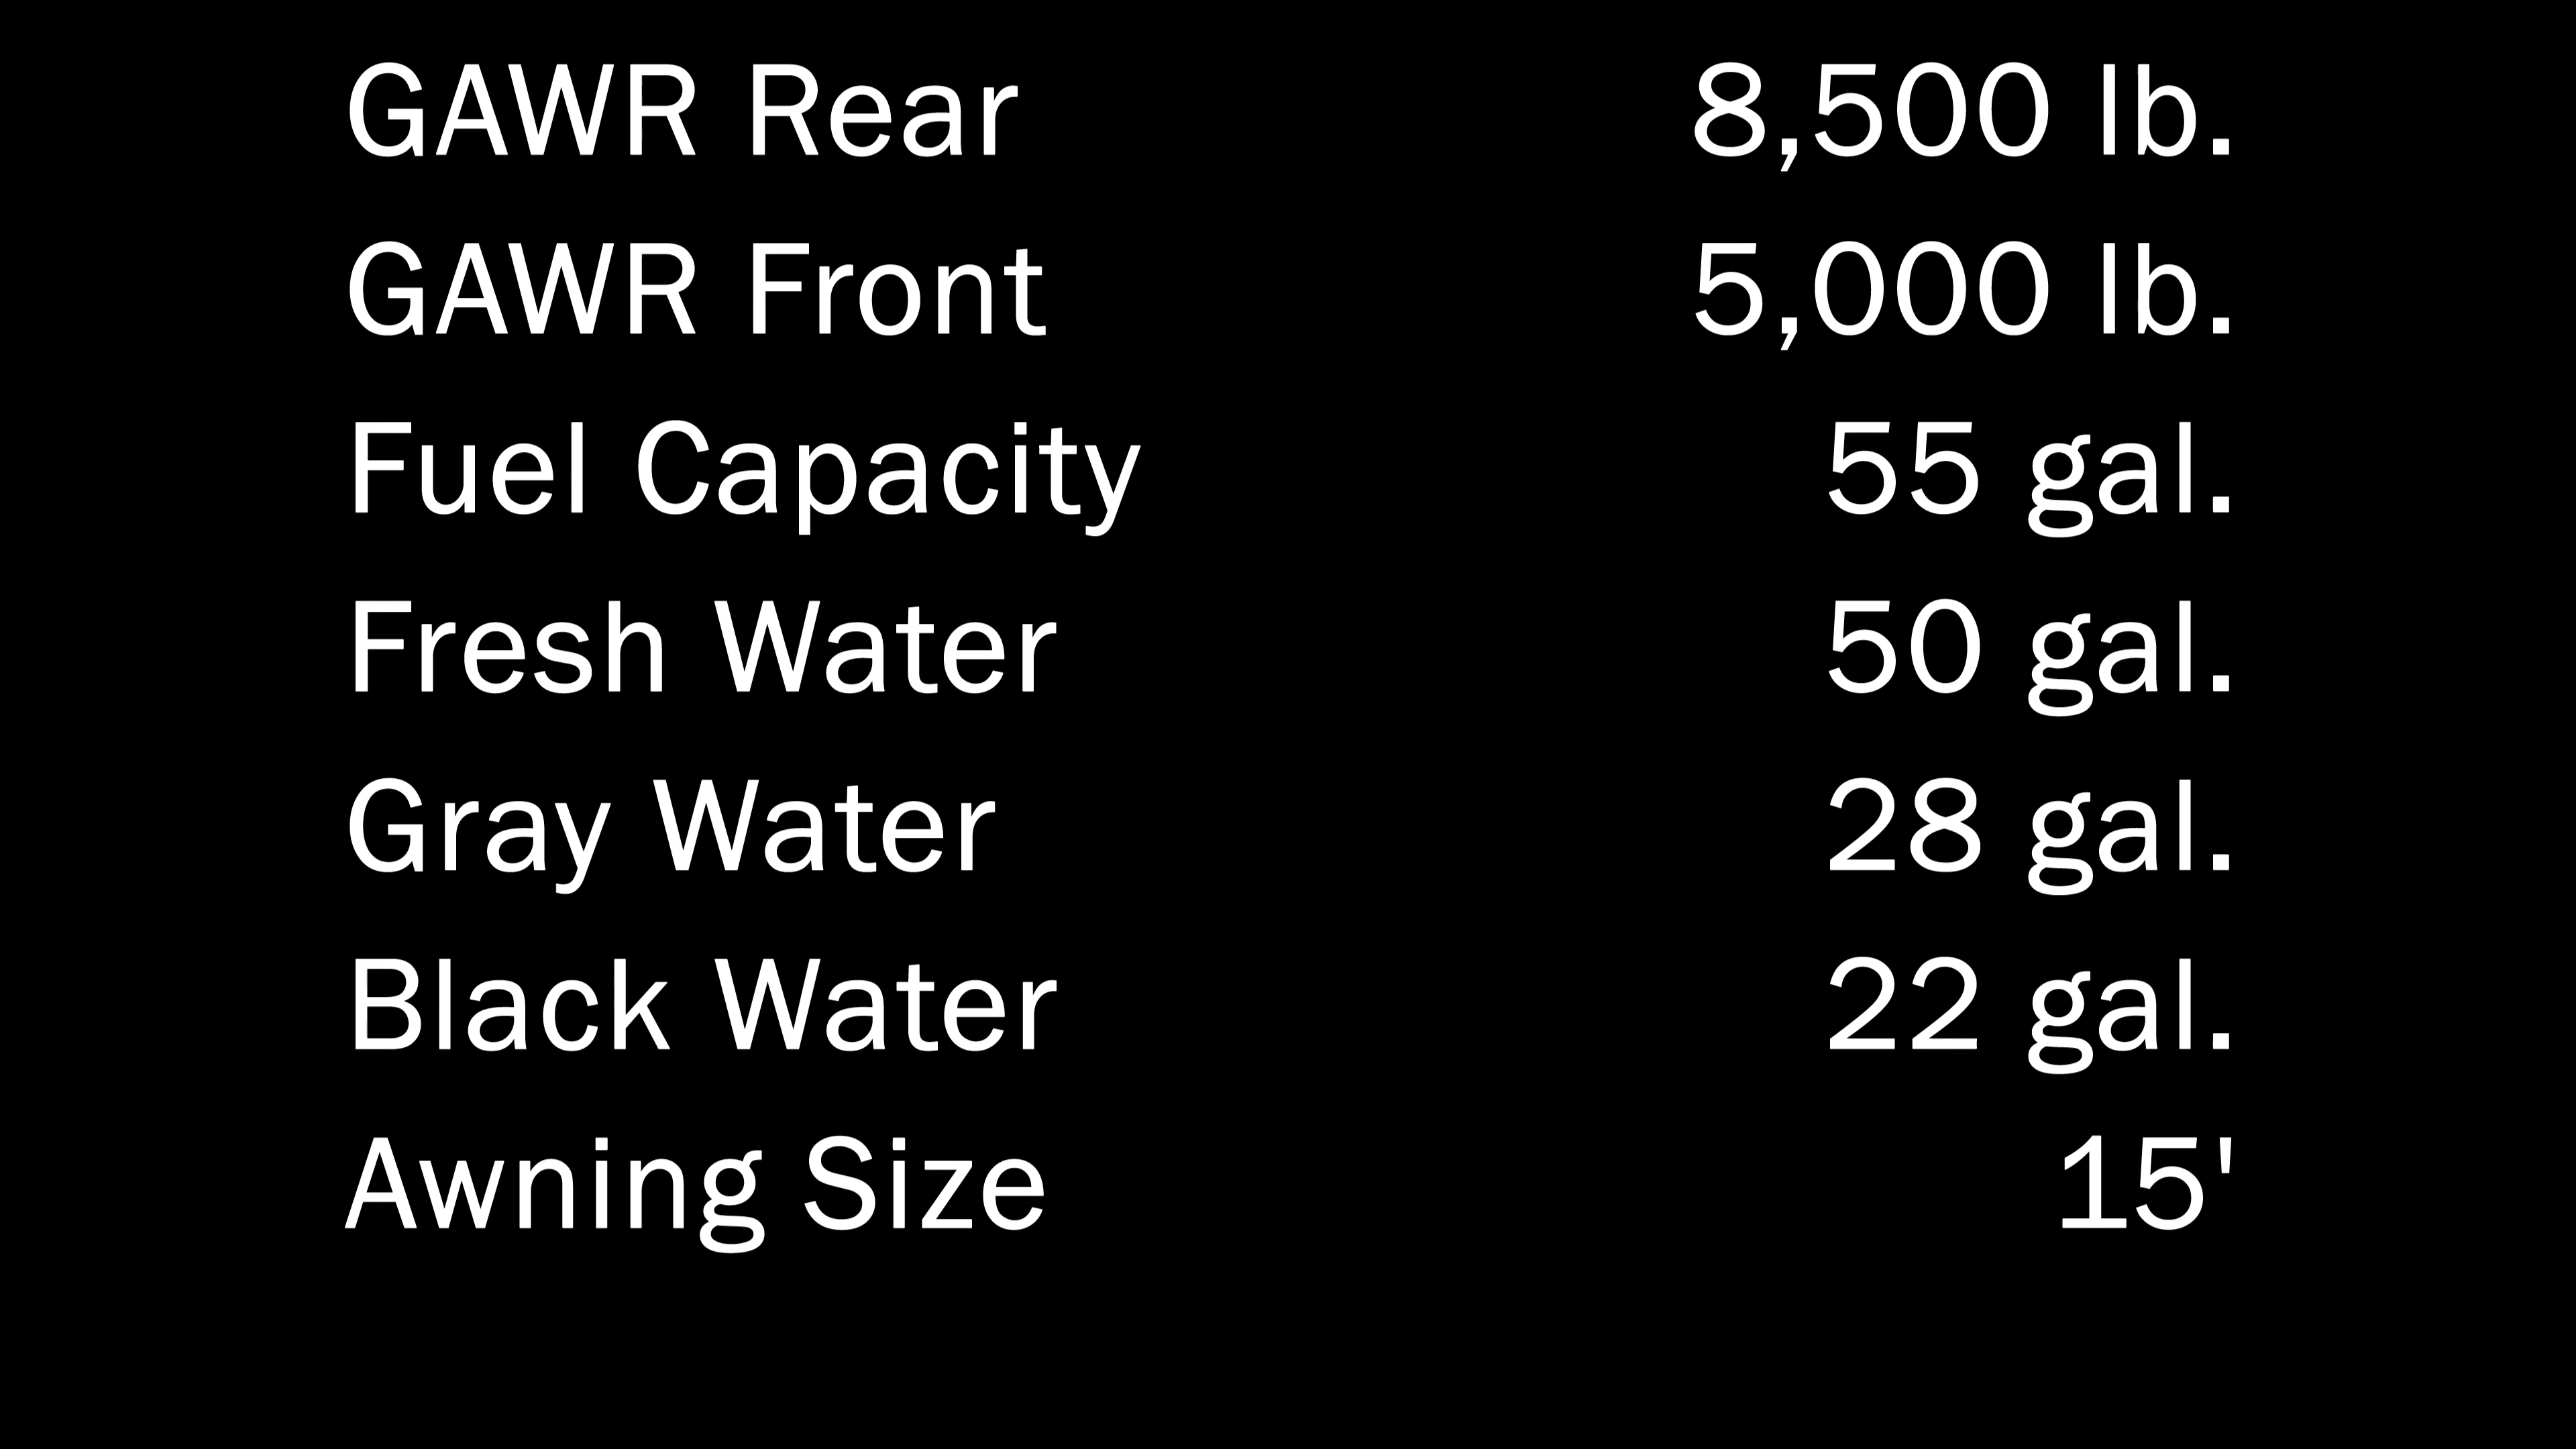 GAWR Rear 8,500 lb.
GAWR Front 5,000 lb.
Fuel Capacity 55 gal.
Fresh Water 50 gal.
Gray Water 28 gal.
Black Water 22 gal.
Awning Size 15'